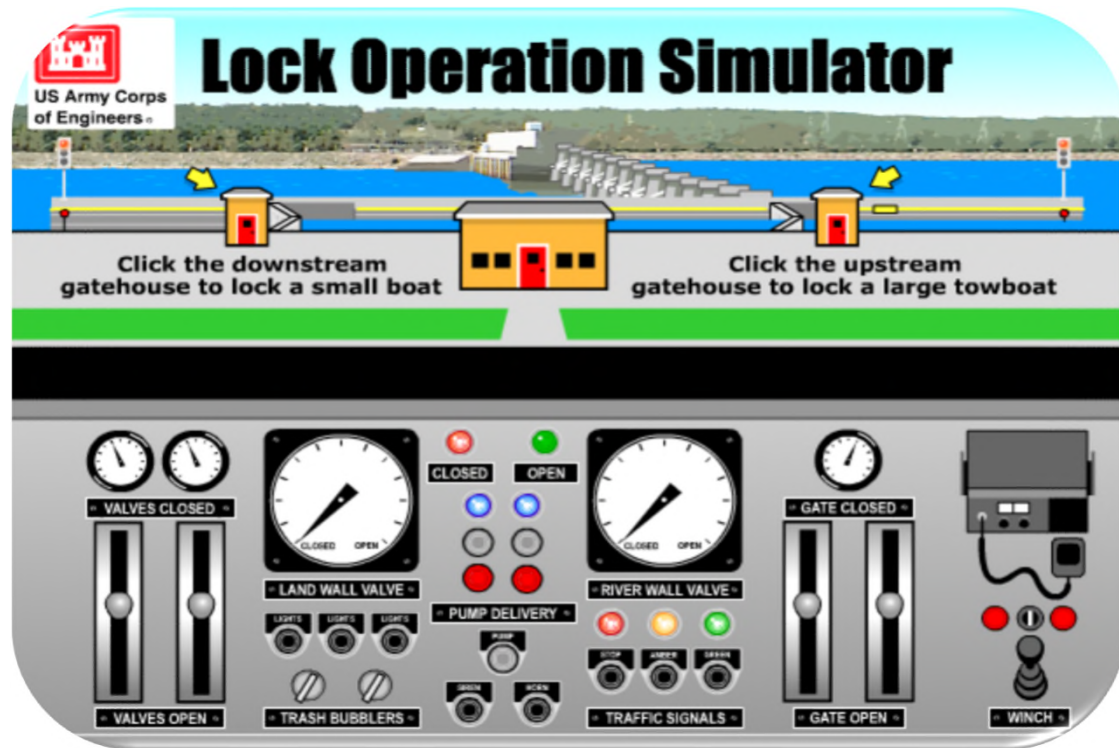 Lock Operation Simulator
US Army Corps
of Engineers®
Click the downstream
gatehouse to lock a small boat
Click the upstream
gatehouse to lock a large towboat
CLOSED
OPEN
VALVES CLOSED
CLOSED OPEN
CLOSED OPEN
GATE CLOSED
LAND WALL VALVE
RIVER WALL VALVE
PUMP DELIVERY
LIGHTS
LIGHTS
LIGHTS
PUMP
STOP
AMBER
GREEN
SIREN
HORN
VALVES OPEN
TRASH BUBBLERS
TRAFFIC SIGNALS
GATE OPEN
WINCH